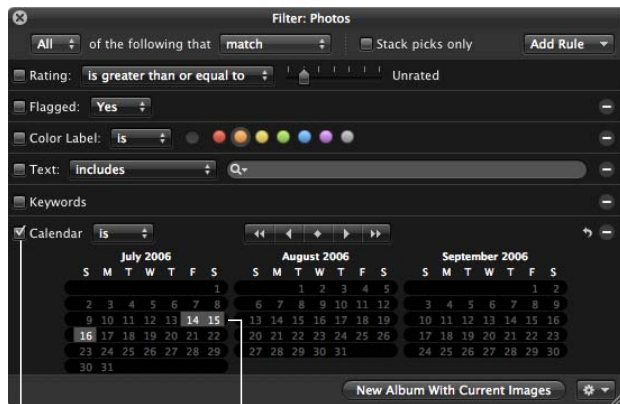 Filter: Photos
All of the following that match Stack picks only Add Rule
Rating: is greater than or equal to Unrated
Flagged: Yes
Color Label: is
Text: includes
Keywords
Calendar is
July 2006 August 2006 September 2006
S M T W T F S S M T W T F S S M T W T F S
1 1 2 3 4 5 1 2
2 3 4 5 6 7 8 6 7 8 9 10 11 12 3 4 5 6 7 8 9
9 10 11 12 13 14 15 13 14 15 16 17 18 19 10 11 12 13 14 15 16
16 17 18 19 20 21 22 20 21 22 23 24 25 26 17 18 19 20 21 22 23
23 24 25 26 27 28 29 27 28 29 30 31 24 25 26 27 28 29 30
30 31
New Album With Current Images